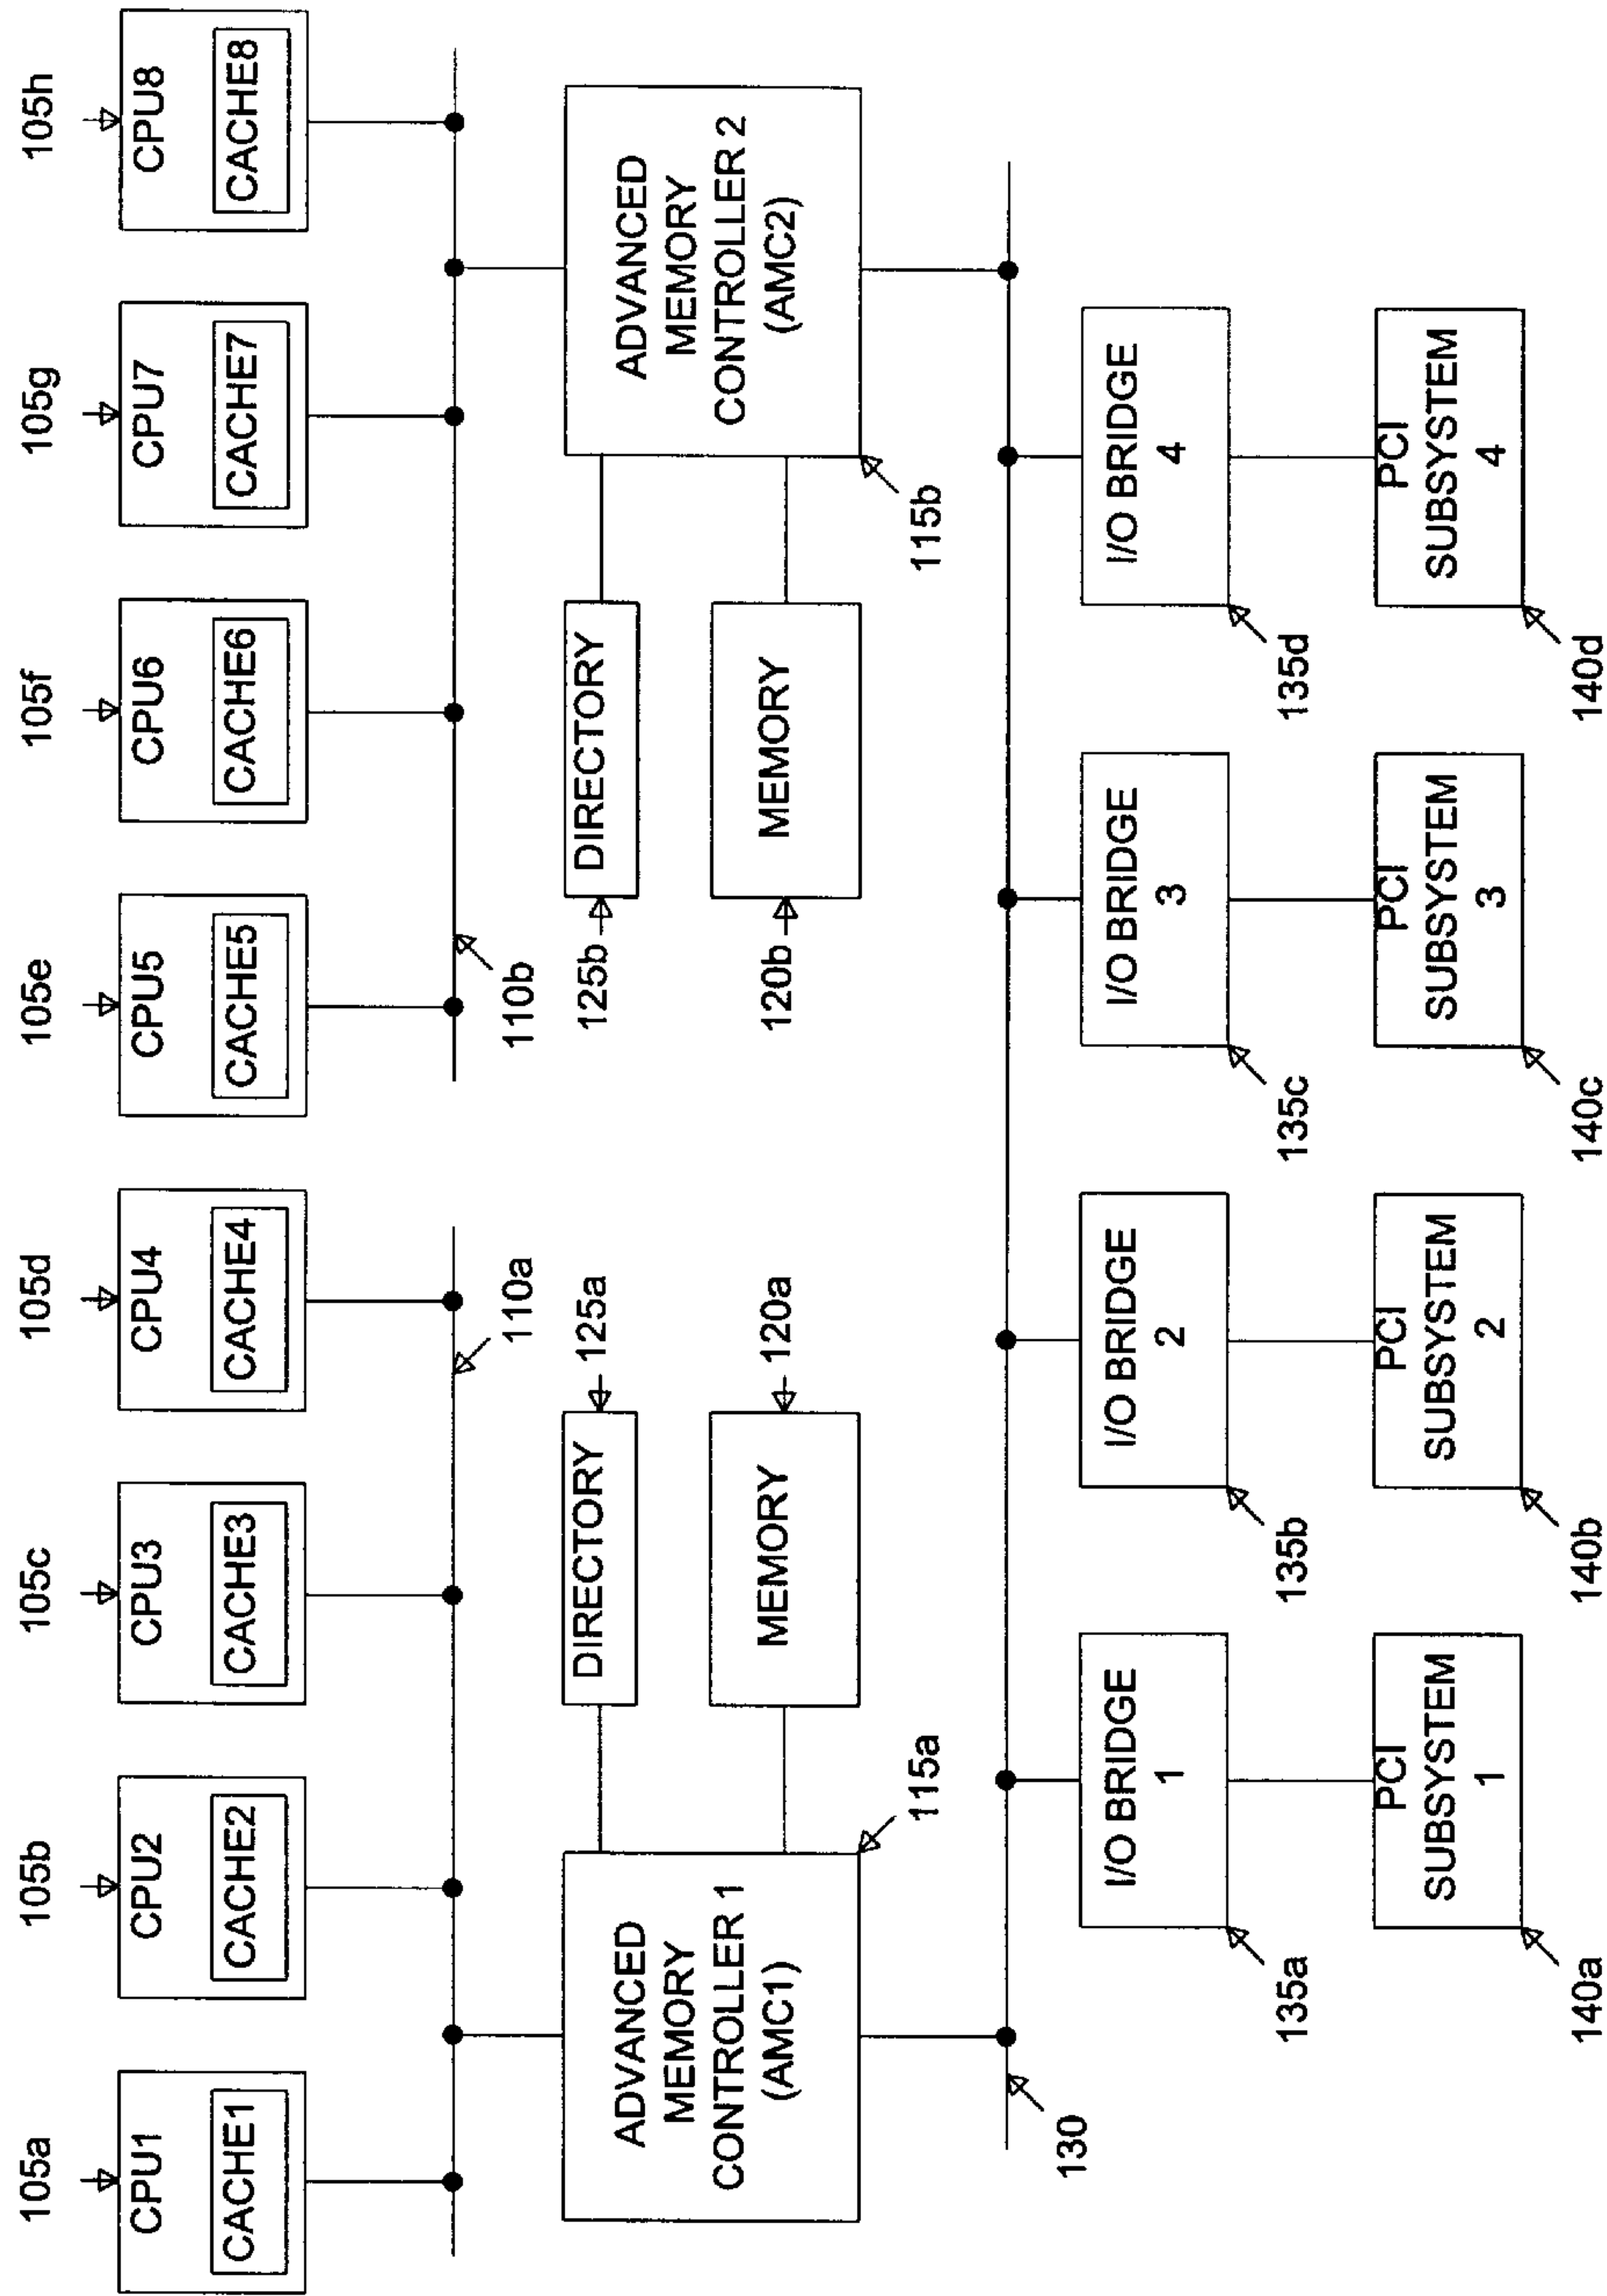 105a
105b
105c
105d
105e
105f
105g
105h
CPU1
CACHE1
CPU2
CACHE2
CPU3
CACHE3
CPU4
CACHE4
CPU5
CACHE5
CPU6
CACHE6
CPU7
CACHE7
CPU8
CACHE8
110a
110b
ADVANCED
MEMORY
CONTROLLER 1
(AMC1)
115a
DIRECTORY
125a
MEMORY
120a
125b
DIRECTORY
120b
MEMORY
ADVANCED
MEMORY
CONTROLLER 2
(AMC2)
115b
130
I/O BRIDGE
1
135a
I/O BRIDGE
2
135b
I/O BRIDGE
3
135c
I/O BRIDGE
4
135d
PCI
SUBSYSTEM
1
140a
PCI
SUBSYSTEM
2
140b
PCI
SUBSYSTEM
3
140c
PCI
SUBSYSTEM
4
140d